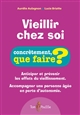 Vieillir chez soi
concrètement,
que faire?
Anticiper et prévenir
les effets du vieillissement.
Accompagner une personne âgée
en perte d'autonomie.